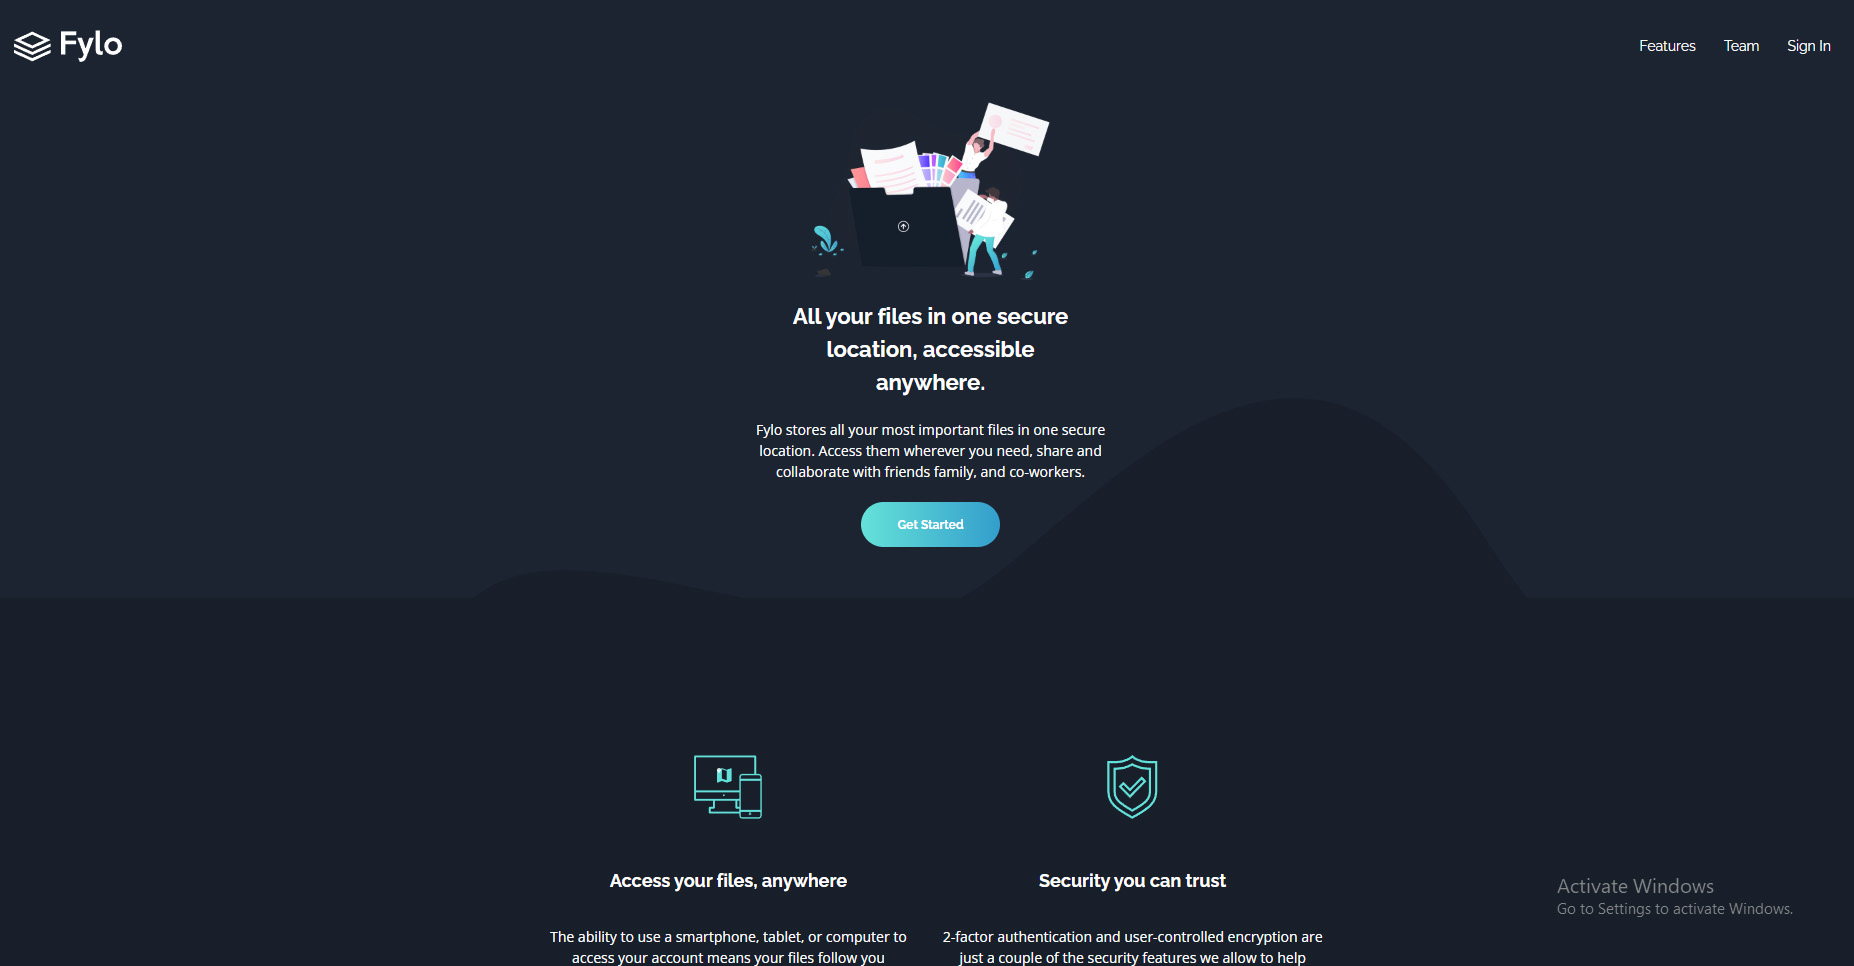 Fylo
Features
Team
Sign In
All your files in one secure
location, accessible
anywhere.
Fylo stores all your most important files in one secure
location. Access them wherever you need, share and
collaborate with friends family, and co-workers.
Get Started
Access your files, anywhere
The ability to use a smartphone, tablet, or computer to
access your account means your files follow you
Security you can trust
2-factor authentication and user-controlled encryption are
just a couple of the security features we allow to help
Activate Windows
Go to Settings to activate Windows.